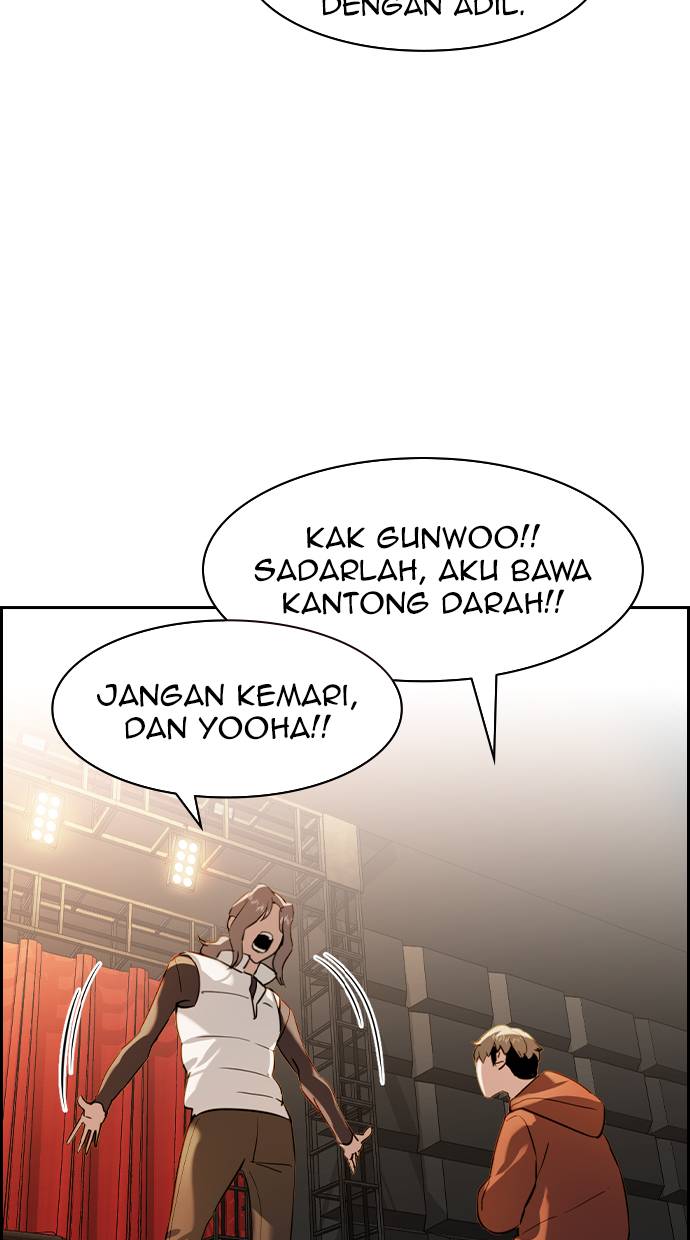 DENGAN ADIL.
KAK GUNWOO!!
SADARLAH, AKU BAWA
KANTONG DARAH!!
JANGAN KEMARI,
DAN YOOHA!!